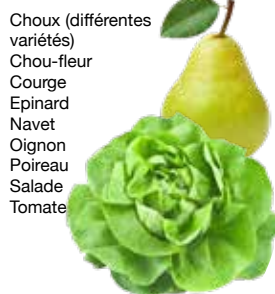 Choux (différentes
variétés)
Chou-fleur
Courge
Epinard
Navet
Oignon
Poireau
Salade
Tomate